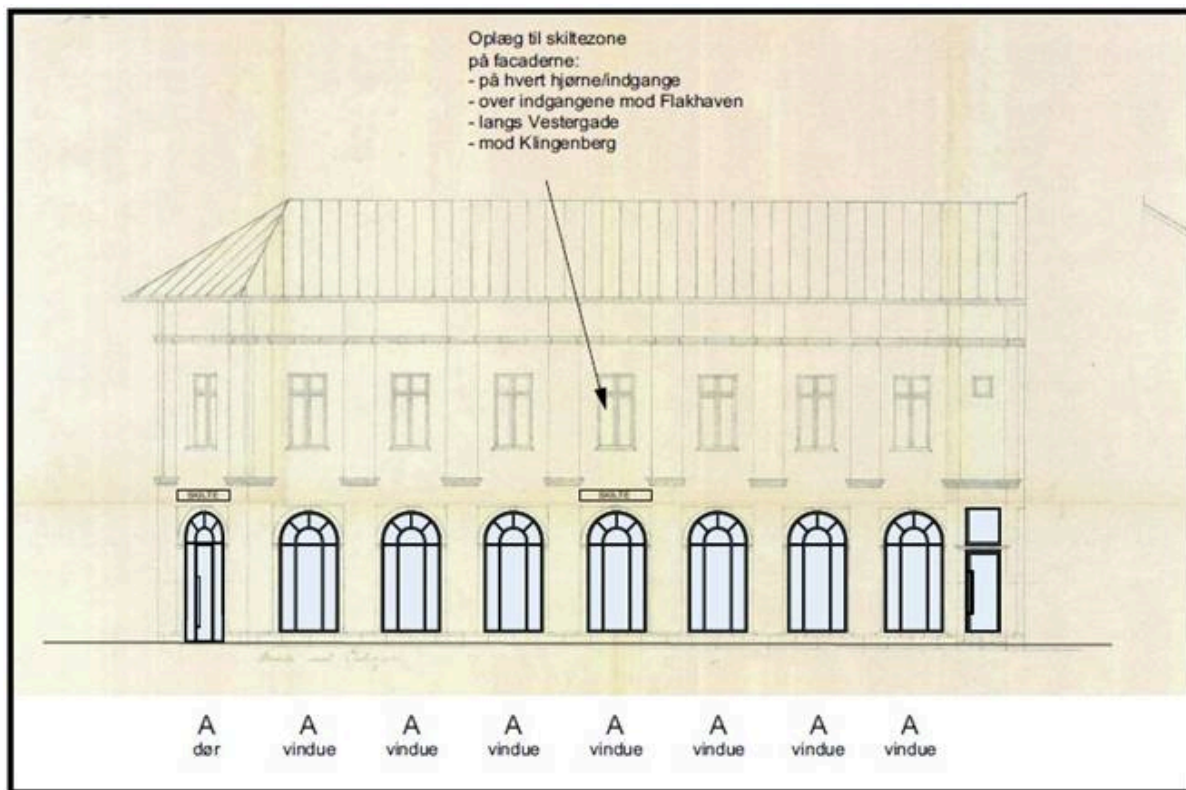 Oplæg til skiltezone
på facaderne:
- på hvert hjørne/indgange
- over indgangene mod Flakhaven
- langs Vestergade
- mod Klingenberg
SKILTE SKILTE
A A A A A A A A
dør vindue vindue vindue vindue vindue vindue vindue